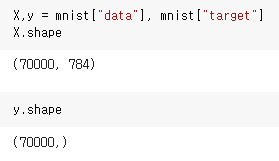 X,y = mnist["data"], mnist["target"]
X.shape
(70000, 784)
y.shape
(70000,)